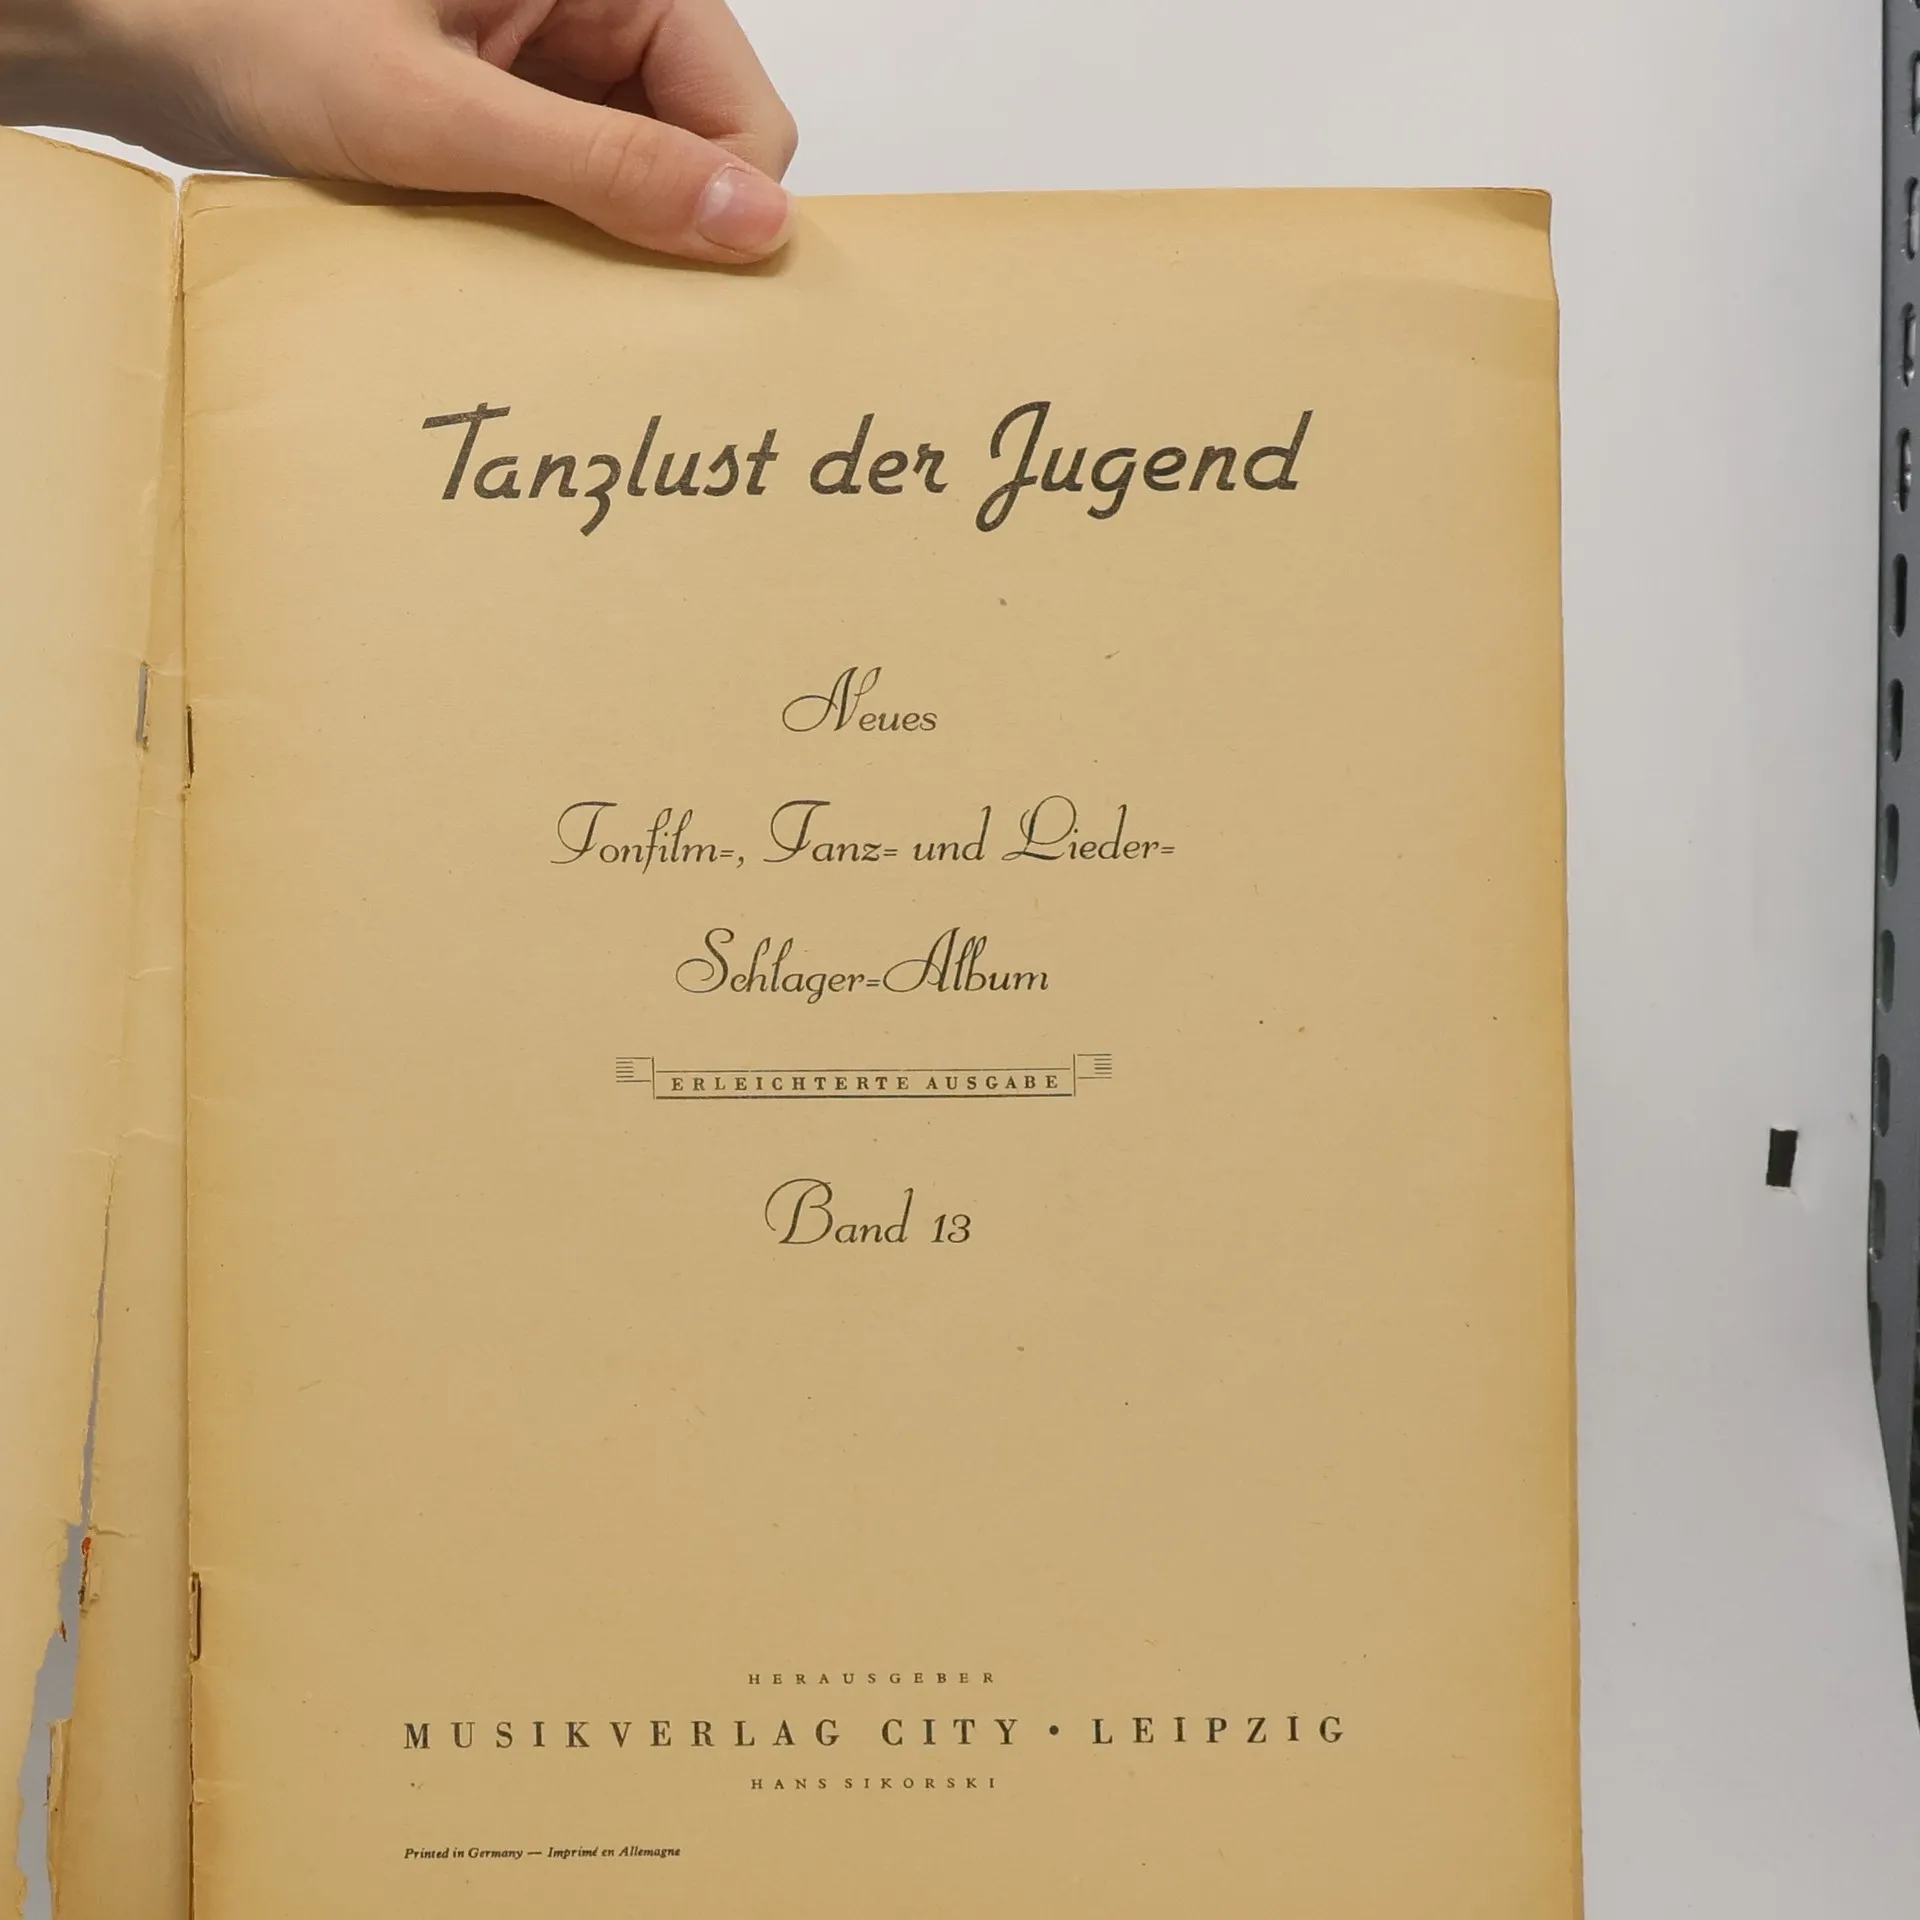 Tanzlust der Jugend
Neues
Tonfilm=, Tanz= und Lieder=
Schlager=Album
ERLEICHTERTE AUSGABE
Band 13
HERAUSGEBER
MUSIKVERLAG CITY • LEIPZIG
HANS SIKORSKI
Printed in Germany — Imprimé en Allemagne